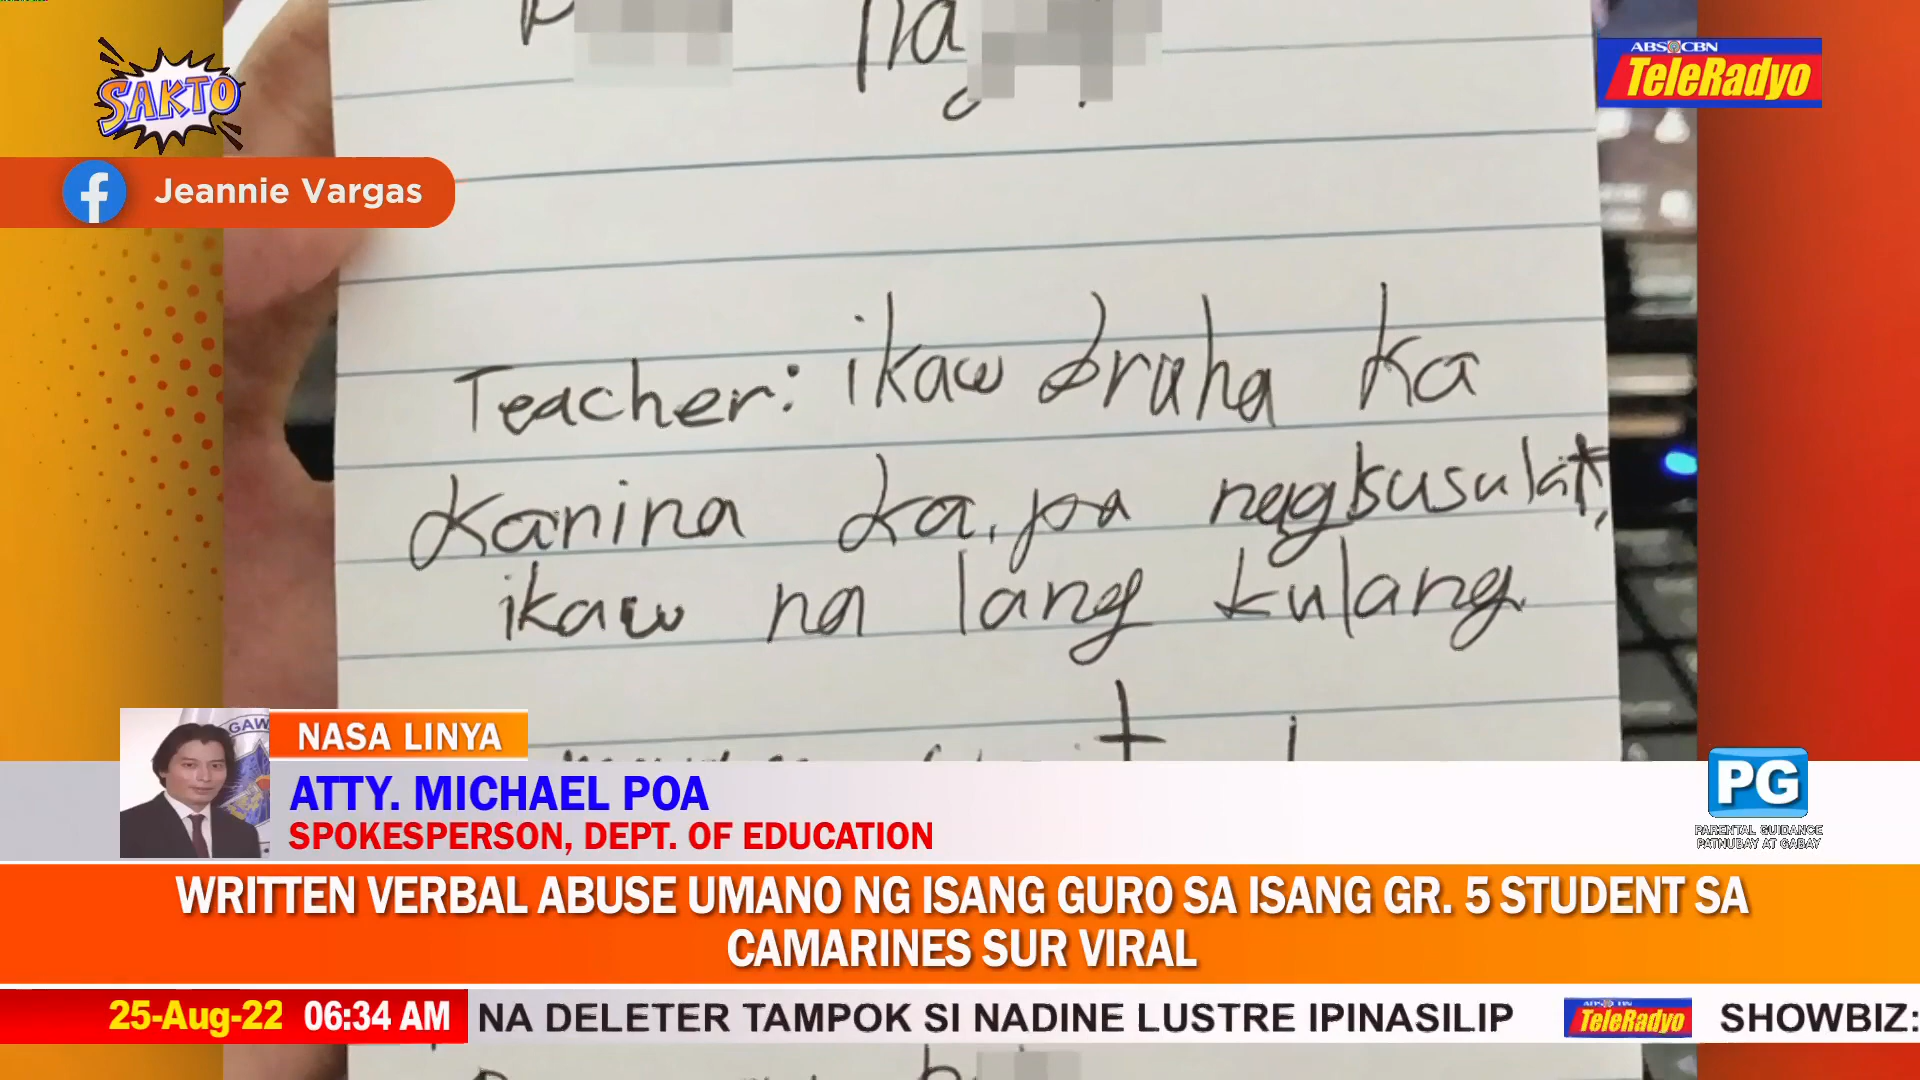 na
SAKTO
ABS CBN
TeleRadyo
Jeannie Vargas
Teacher: ikaw bruha ka
kanina ka pa nagsusulat,
ikaw na lang kulang.
NASA LINYA
GAW
ATTY. MICHAEL POA
SPOKESPERSON, DEPT. OF EDUCATION
PG
PARENTAL GUIDANCE
PATNUBAY AT GABAY
WRITTEN VERBAL ABUSE UMANO NG ISANG GURO SA ISANG GR. 5 STUDENT SA
CAMARINES SUR VIRAL
25-Aug-22 06:34 AM NA DELETER TAMPOK SI NADINE LUSTRE IPINASILIP TeleRadyo SHOWBIZ: